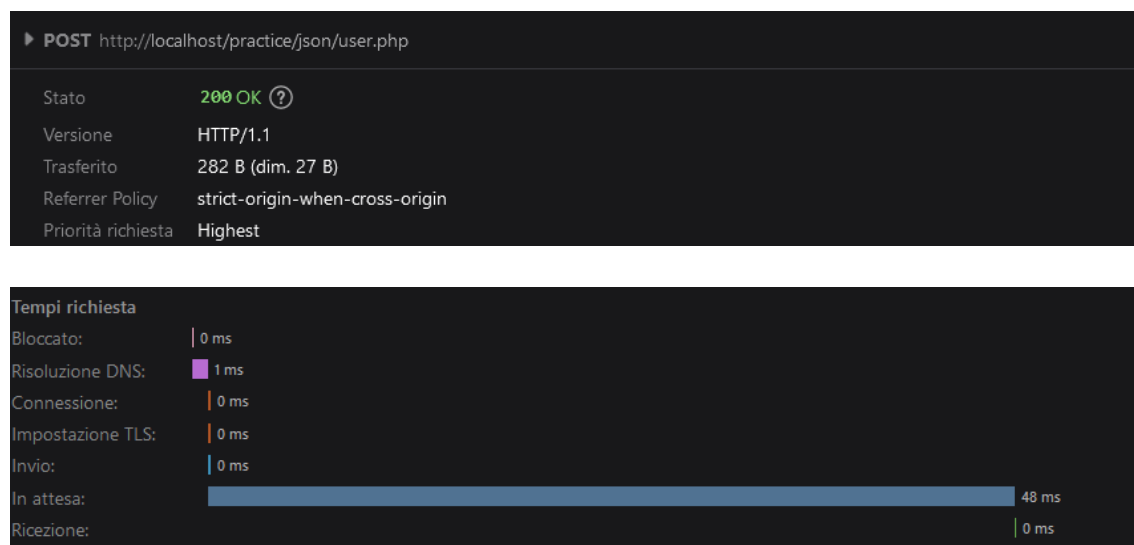 POST http://localhost/practice/json/user.php
Stato 200 OK ?
Versione HTTP/1.1
Trasferito 282 B (dim. 27 B)
Referrer Policy strict-origin-when-cross-origin
Priorità richiesta Highest
Tempi richiesta
Bloccato: 0 ms
Risoluzione DNS: 1 ms
Connessione: 0 ms
Impostazione TLS: 0 ms
Invio: 0 ms
In attesa: 48 ms
Ricezione: 0 ms